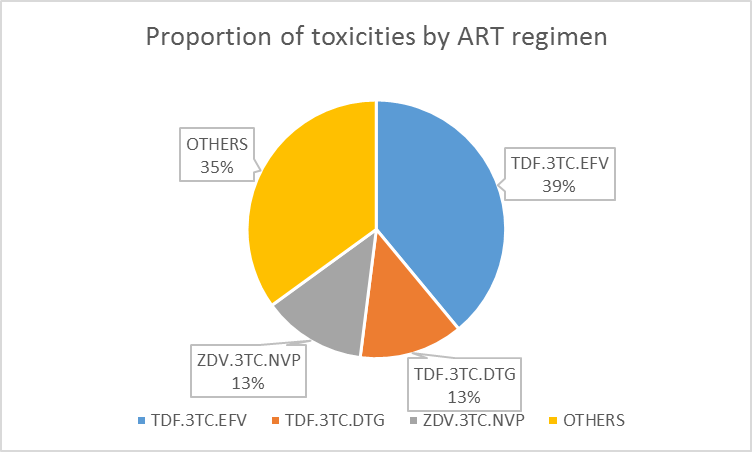 Proportion of toxicities by ART regimen
OTHERS
35%
TDF.3TC.EFV
39%
ZDV.3TC.NVP
13%
TDF.3TC.DTG
13%
TDF.3TC.EFV TDF.3TC.DTG ZDV.3TC.NVP OTHERS